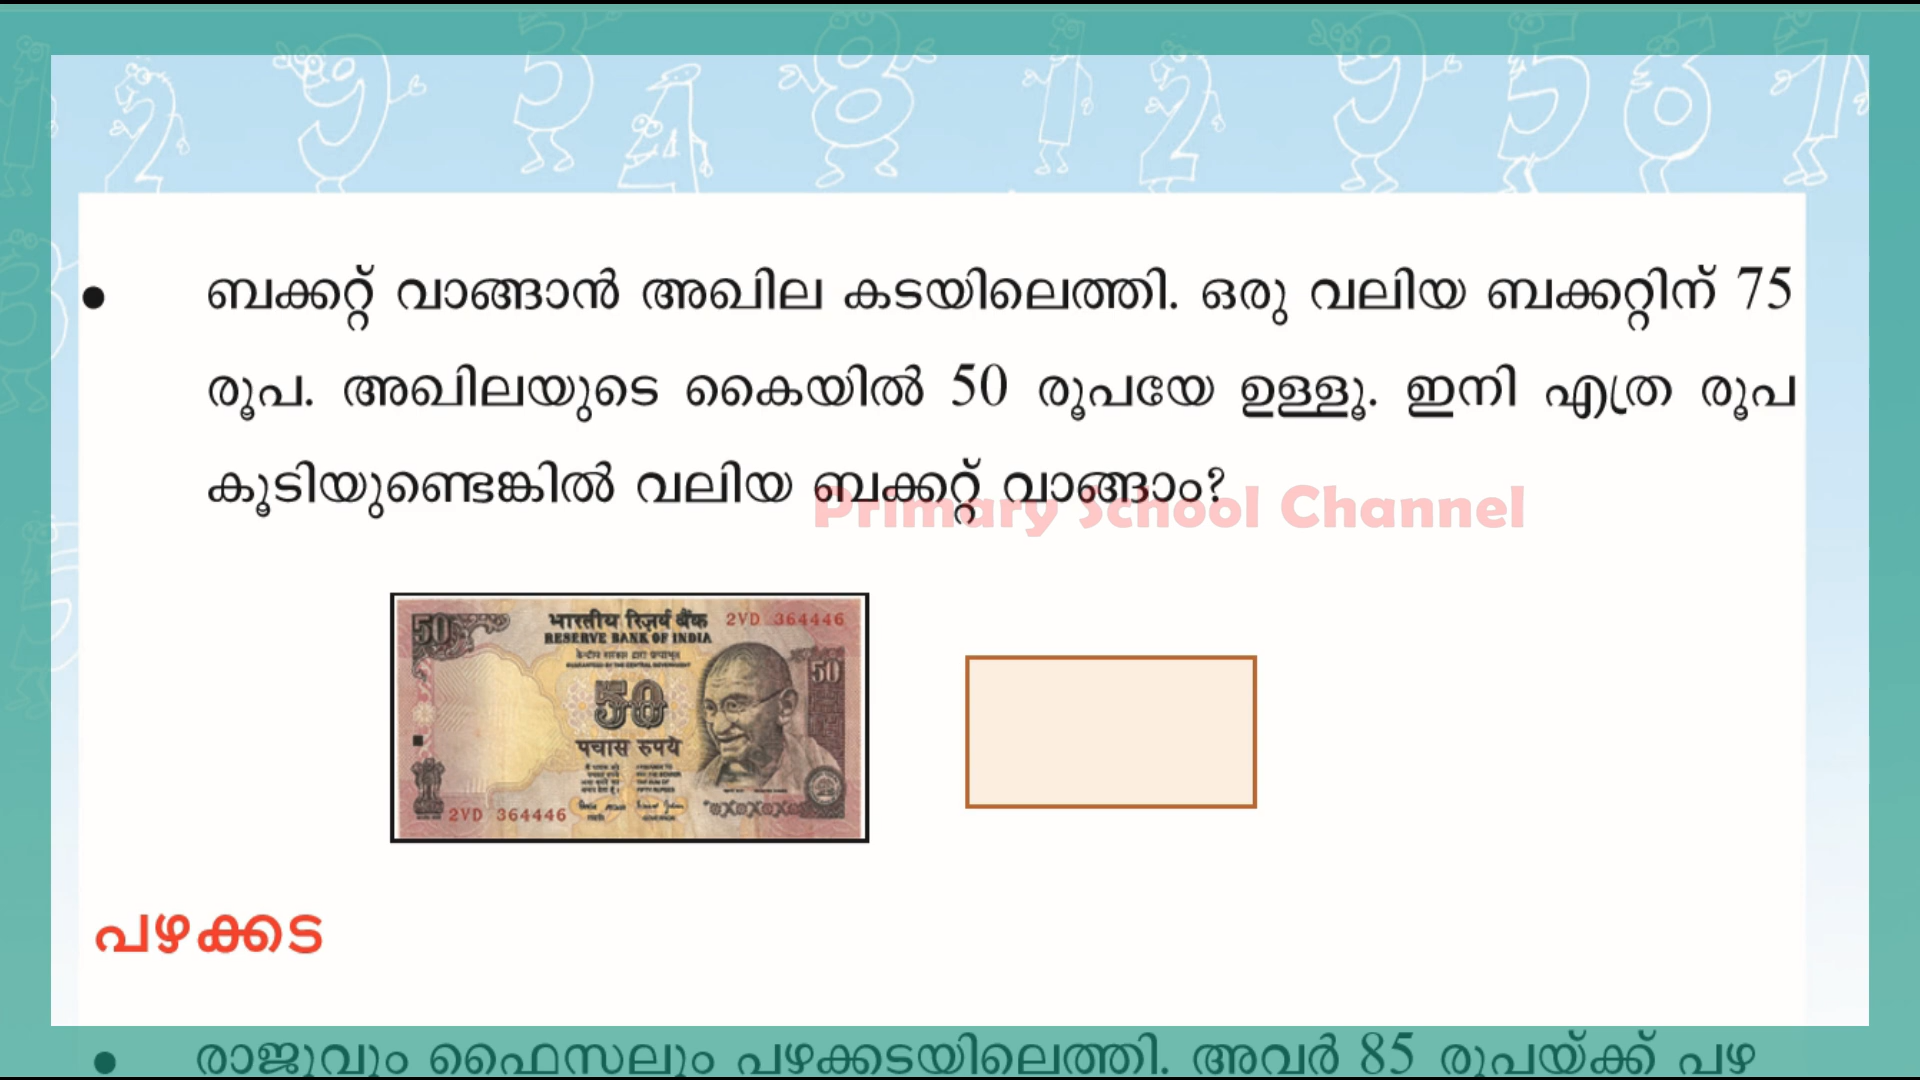 ബക്കറ്റ് വാങ്ങാൻ അഖില കടയിലെത്തി. ഒരു വലിയ ബക്കറ്റിന് 75
രൂപ. അഖിലയുടെ കൈയിൽ 50 രൂപയേ ഉള്ളൂ. ഇനി എത്ര രൂപ
കൂടിയുണ്ടെങ്കിൽ വലിയ ബക്കറ്റ് വാങ്ങാം?
Primary School Channel
50
भारतीय रिज़र्व बैंक
2VD 364446
RESERVE BANK OF INDIA
50
50
पचास रुपये
2VD 364446
പഴക്കട
രാജുവും ഫൈസലും പഴക്കടയിലെത്തി. അവർ 85 രൂപയ്ക്ക് പഴ